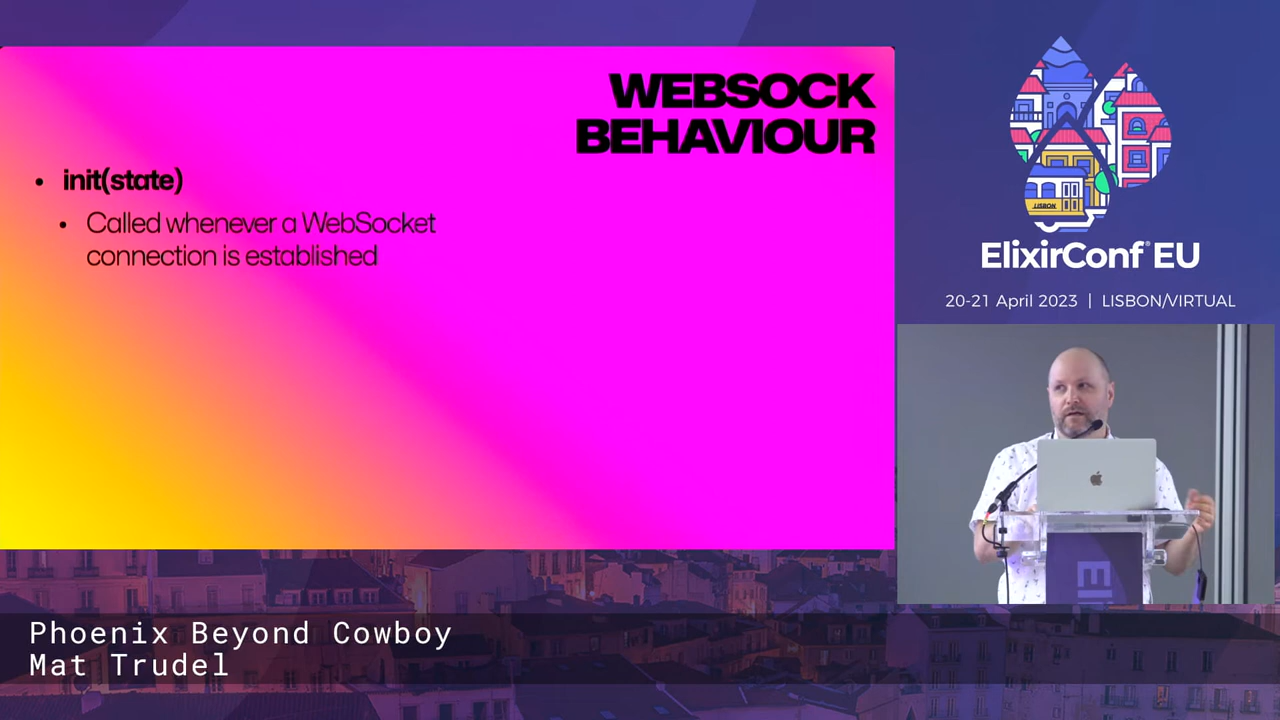 WEBSOCK
BEHAVIOUR
• init(state)
• Called whenever a WebSocket
connection is established
LISBON
ElixirConf® EU
20-21 April 2023 | LISBON/VIRTUAL
Phoenix Beyond Cowboy
Mat Trudel